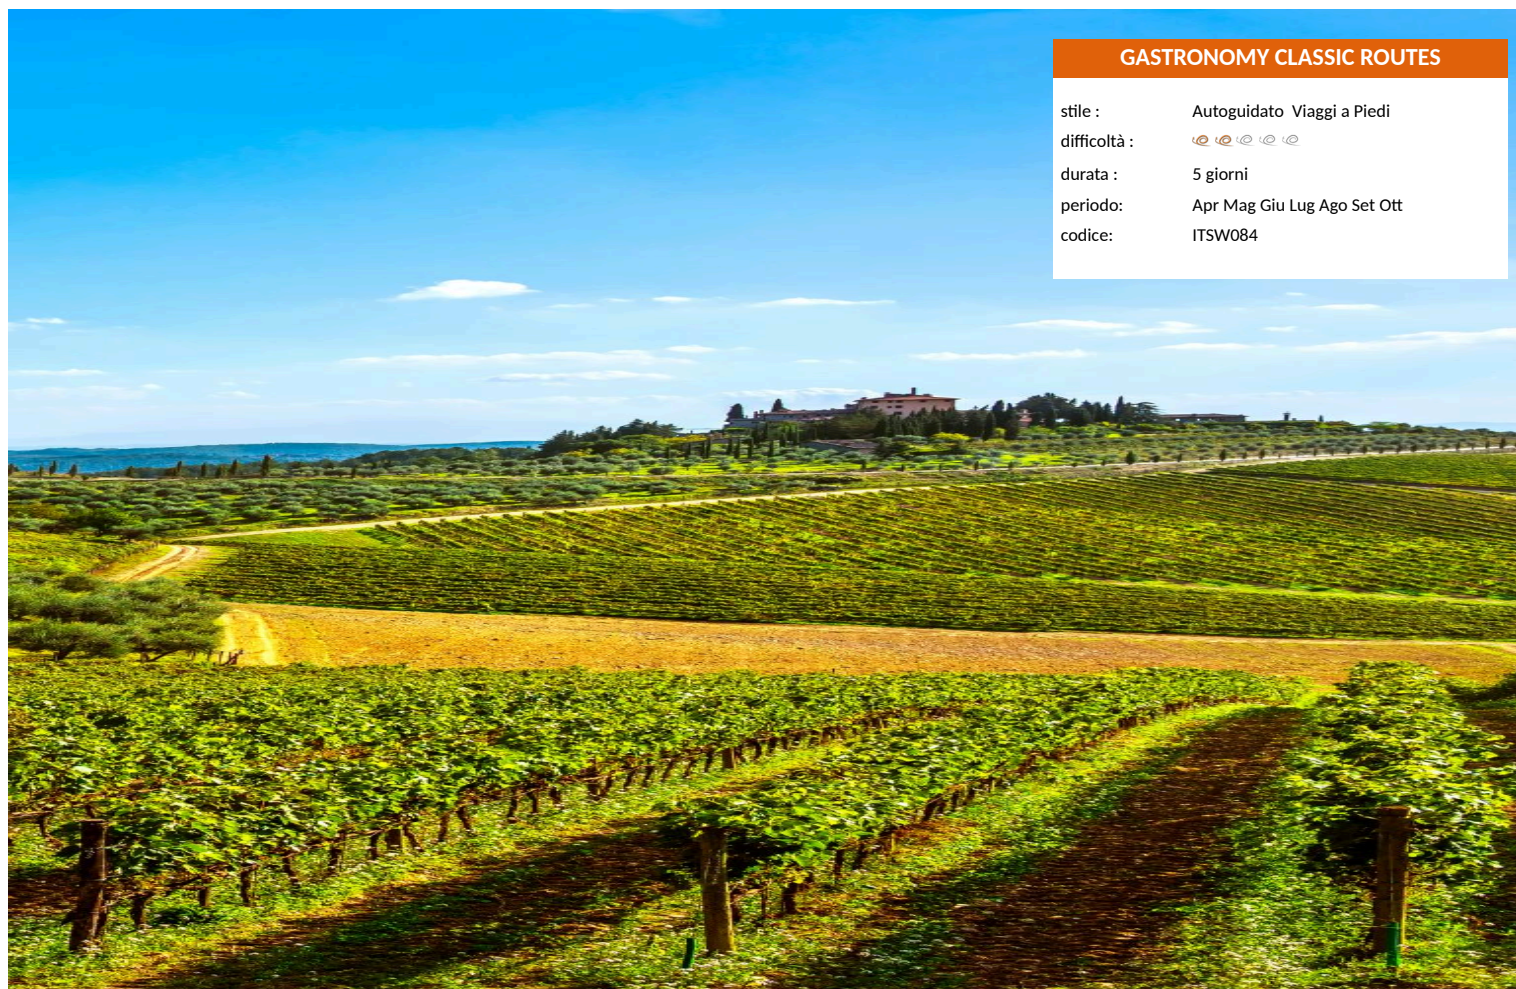 GASTRONOMY CLASSIC ROUTES
stile : Autoguidato Viaggi a Piedi
difficoltà :
durata : 5 giorni
periodo: Apr Mag Giu Lug Ago Set Ott
codice: ITSW084